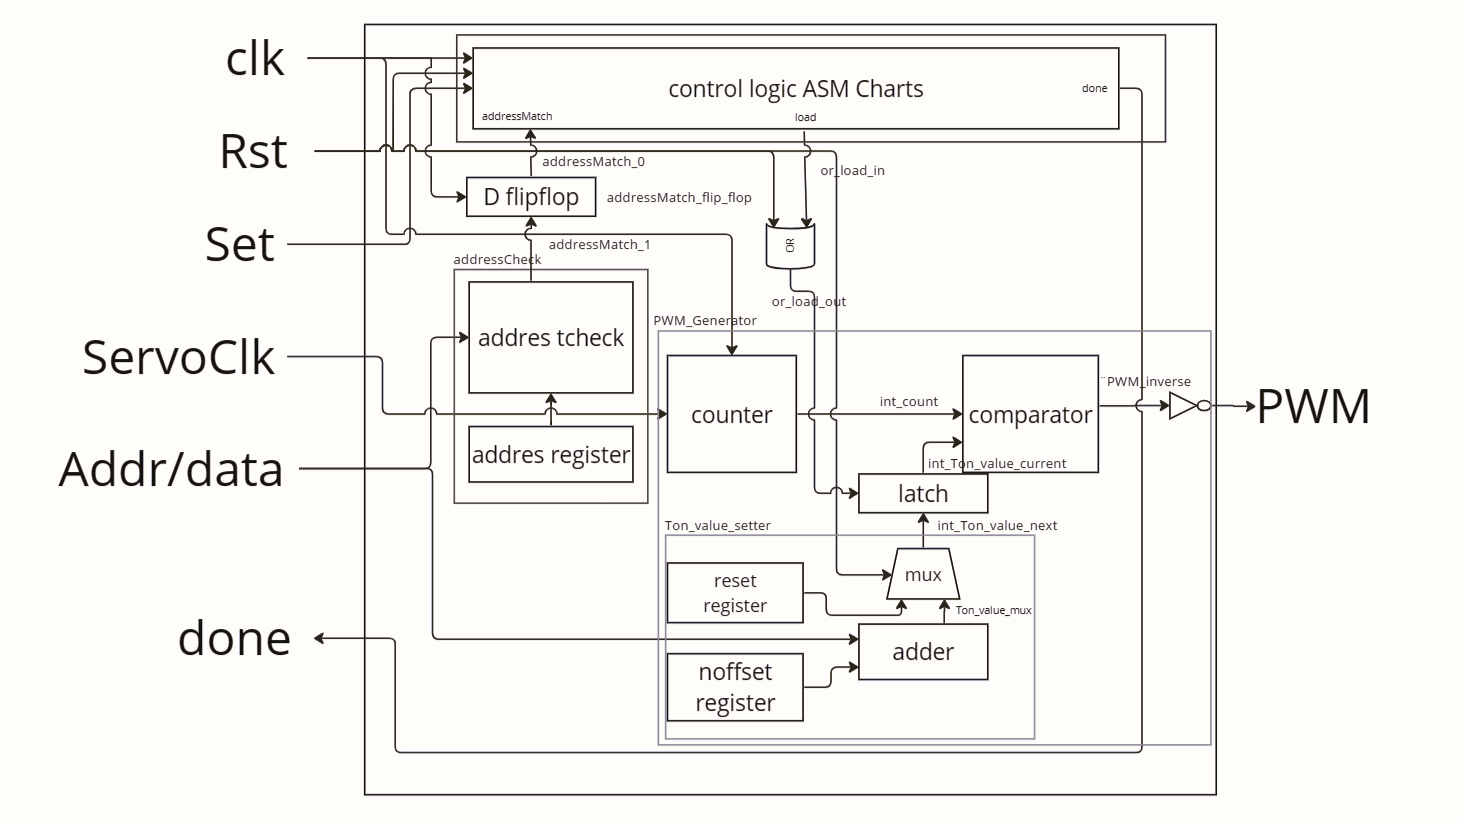 clk
control logic ASM Charts
done
addressMatch
load
Rst
addressMatch_0
or_load_in
D flipflop
addressMatch_flip_flop
Set
addressMatch_1
OR
addressCheck
or_load_out
PWM_Generator
addres tcheck
ServoClk
¨PWM_inverse
int_count
PWM
counter
comparator
addres register
Addr/data
int_Ton_value_current
latch
Ton_value_setter
int_Ton_value_next
reset
register
mux
Ton_value_mux
done
adder
noffset
register